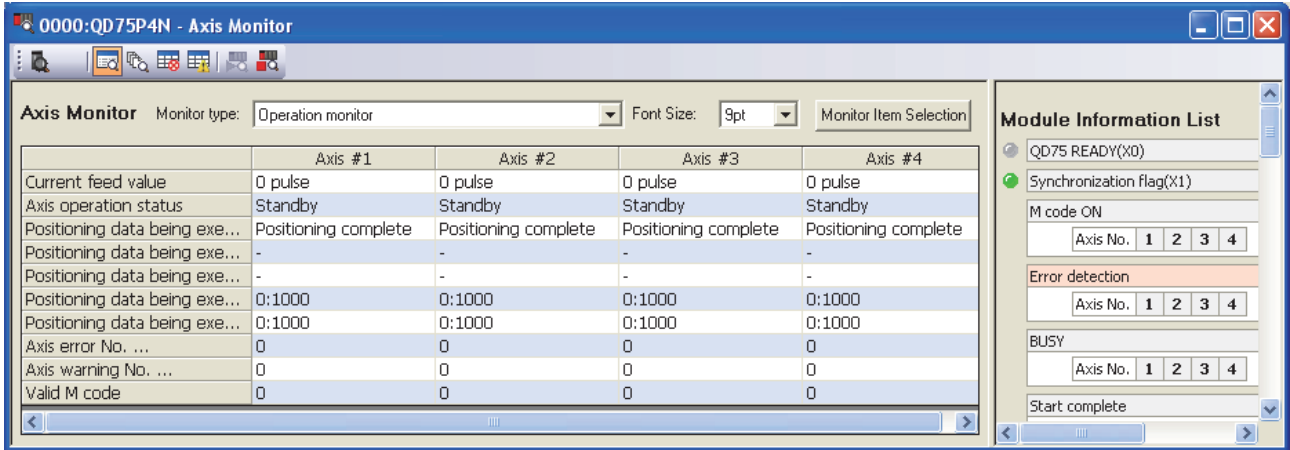 0000:QD75P4N - Axis Monitor
Axis Monitor Monitor type: Operation monitor Font Size: 9pt Monitor Item Selection
Axis #1 Axis #2 Axis #3 Axis #4
Current feed value 0 pulse 0 pulse 0 pulse 0 pulse
Axis operation status Standby Standby Standby Standby
Positioning data being exe... Positioning complete Positioning complete Positioning complete Positioning complete
Positioning data being exe... - - - -
Positioning data being exe... - - - -
Positioning data being exe... 0:1000 0:1000 0:1000 0:1000
Positioning data being exe... 0:1000 0:1000 0:1000 0:1000
Axis error No. ... 0 0 0 0
Axis warning No. ... 0 0 0 0
Valid M code 0 0 0 0
Module Information List
QD75 READY(X0)
Synchronization flag(X1)
M code ON
Axis No. 1 2 3 4
Error detection
Axis No. 1 2 3 4
BUSY
Axis No. 1 2 3 4
Start complete